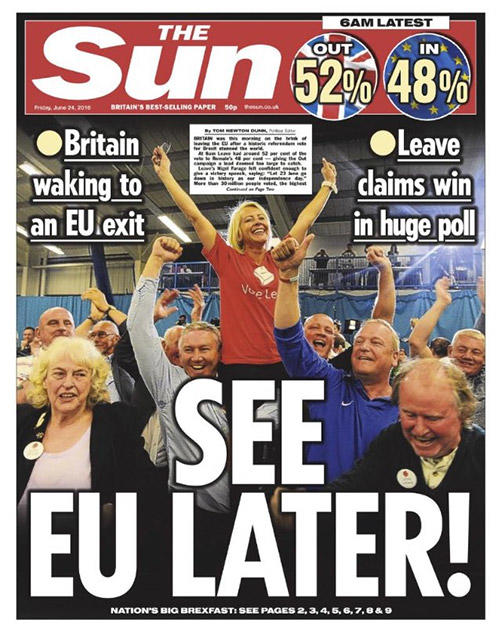 6AM LATEST
THE
Sun
OUT
52%
IN
48%
Friday, June 24, 2016
BRITAIN'S BEST-SELLING PAPER
50p
thesun.co.uk
Britain
waking to
an EU exit
By TOM NEWTON DUNN, Political Editor
BRITAIN was this morning on the brink of
leaving the EU after a historic referendum vote
for Brexit stunned the world.
At 6am Leave had around 52 per cent of the
vote to Remain's 48 per cent — giving the Out
campaign a lead deemed too large to catch.
Leave's Nigel Farage felt confident enough to
give a victory speech, saying: "Let 23 June go
down in history as our independence day."
More than 30million people voted, the highest
Continued on Page Two
Leave
claims win
in huge poll
Vote Le
SEE
EU LATER!
NATION'S BIG BREXFAST: SEE PAGES 2, 3, 4, 5, 6, 7, 8 & 9